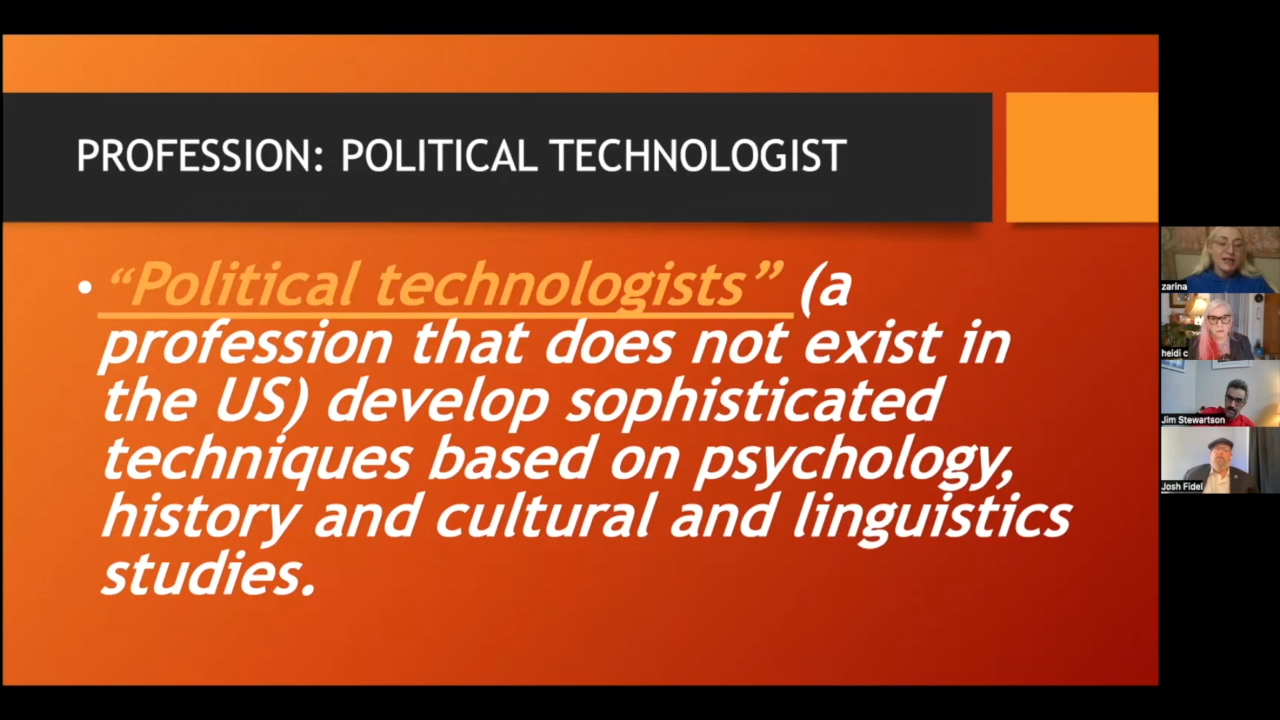 PROFESSION: POLITICAL TECHNOLOGIST
• “Political technologists” (a
profession that does not exist in
the US) develop sophisticated
techniques based on psychology,
history and cultural and linguistics
studies.
zarina
heidi c
Jim Stewartson
Josh Fidel